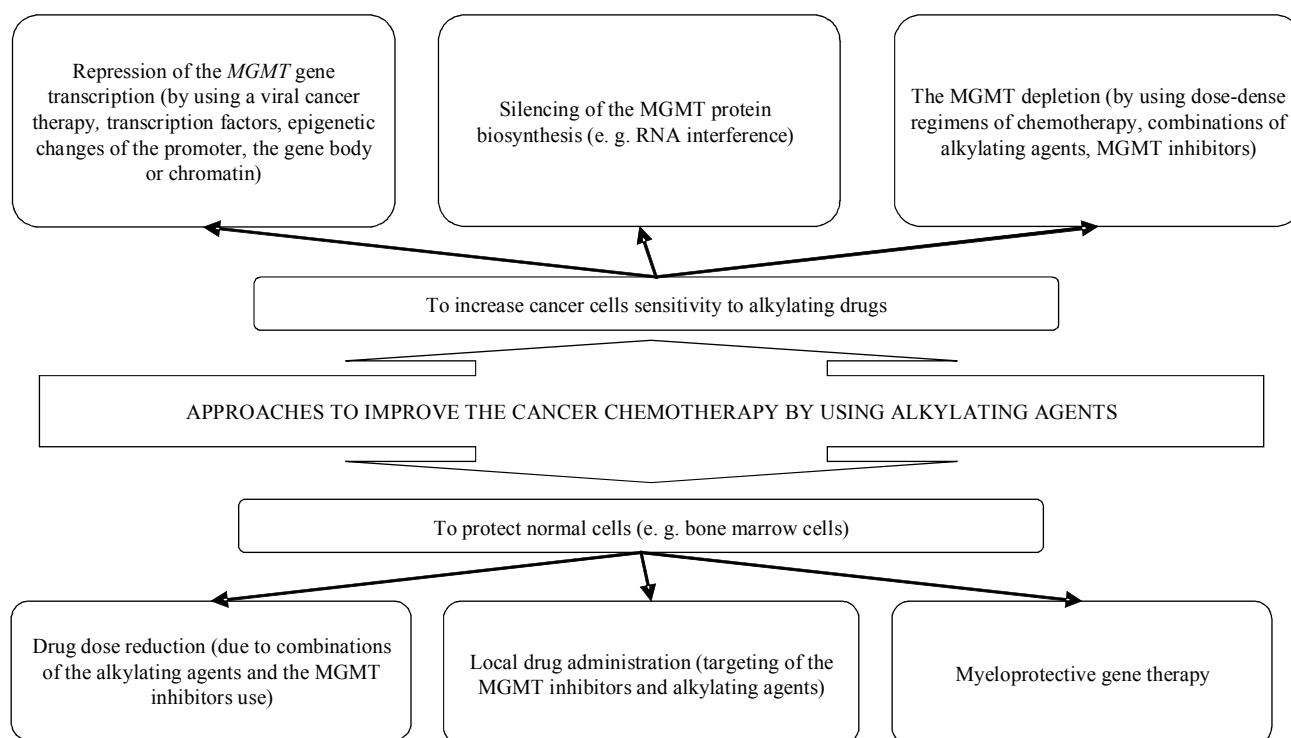 Repression of the MGMT gene
transcription (by using a viral cancer
therapy, transcription factors, epigenetic
changes of the promoter, the gene body
or chromatin)
Silencing of the MGMT protein
biosynthesis (e. g. RNA interference)
The MGMT depletion (by using dose-dense
regimens of chemotherapy, combinations of
alkylating agents, MGMT inhibitors)
To increase cancer cells sensitivity to alkylating drugs
APPROACHES TO IMPROVE THE CANCER CHEMOTHERAPY BY USING ALKYLATING AGENTS
To protect normal cells (e. g. bone marrow cells)
Drug dose reduction (due to combinations
of the alkylating agents and the MGMT
inhibitors use)
Local drug administration (targeting of the
MGMT inhibitors and alkylating agents)
Myeloprotective gene therapy